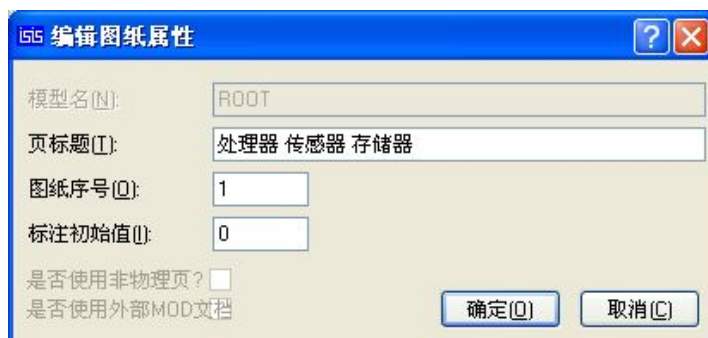 isis 编辑图纸属性
模型名(N): ROOT
页标题(T): 处理器 传感器 存储器
图纸序号(O): 1
标注初始值(I): 0
是否使用非物理页?
是否使用外部MOD文档
确定(O) 取消(C)